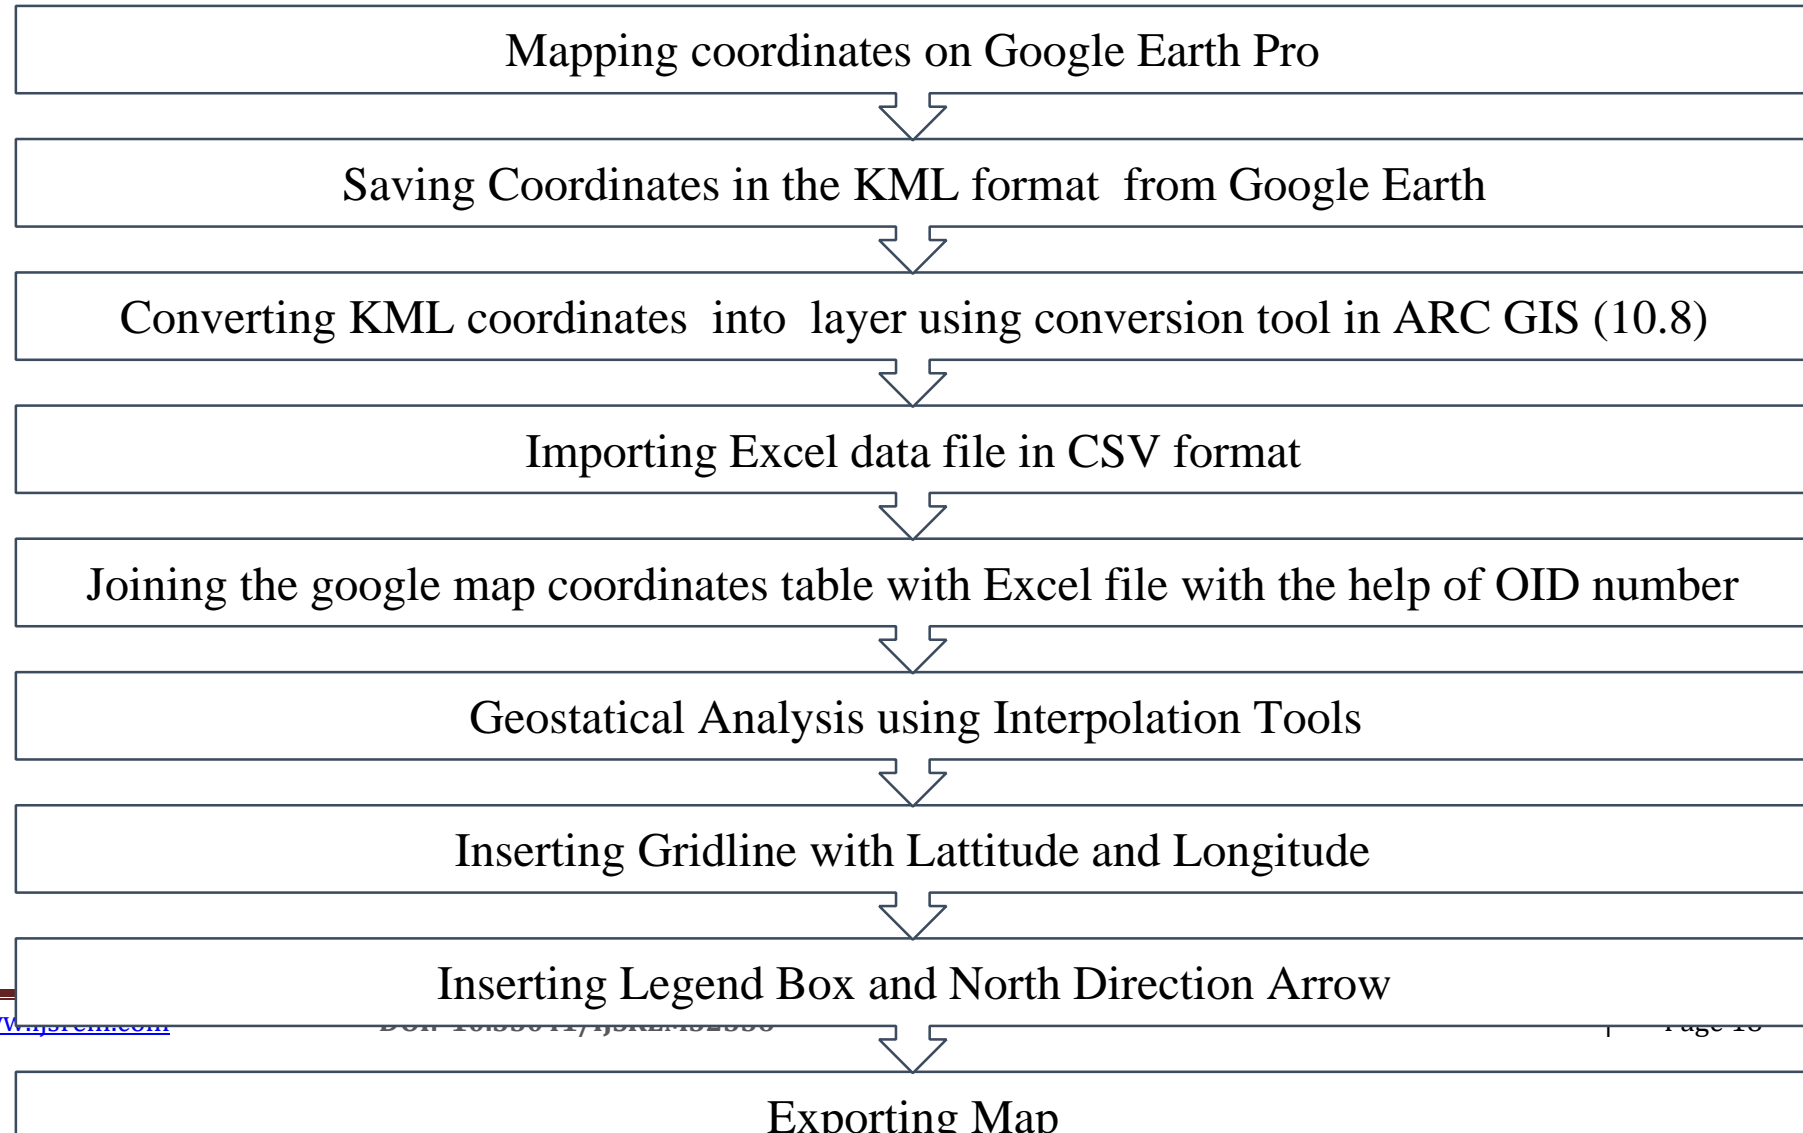 Mapping coordinates on Google Earth Pro
Saving Coordinates in the KML format from Google Earth
Converting KML coordinates into layer using conversion tool in ARC GIS (10.8)
Importing Excel data file in CSV format
Joining the google map coordinates table with Excel file with the help of OID number
Geostatical Analysis using Interpolation Tools
Inserting Gridline with Lattitude and Longitude
Inserting Legend Box and North Direction Arrow
| Page
Exporting Map